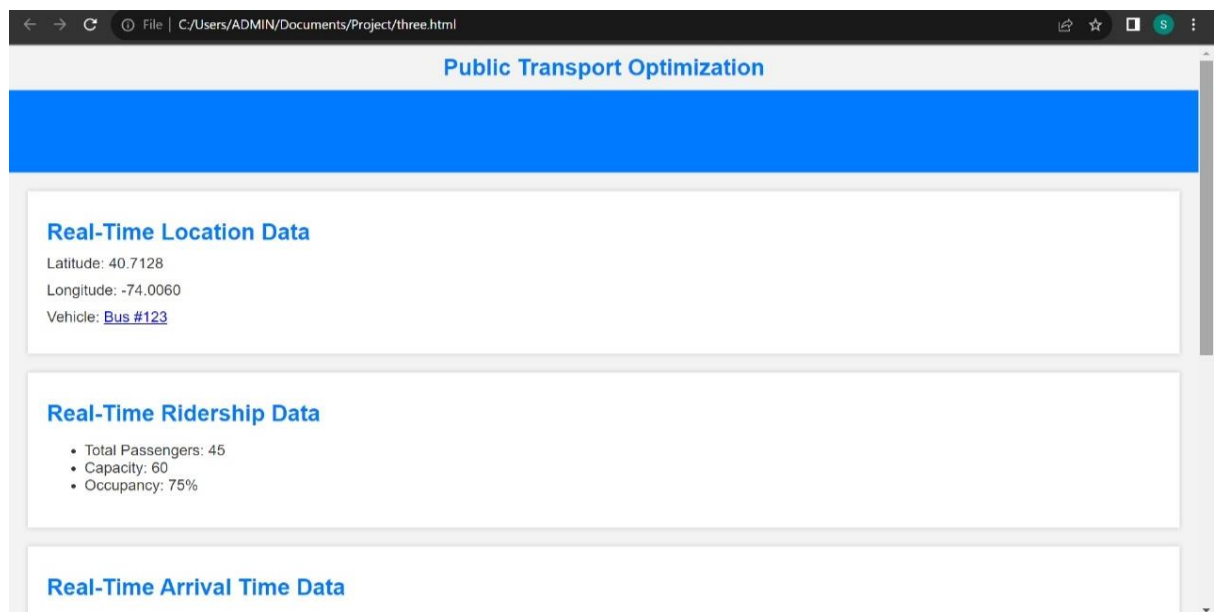 File | C:/Users/ADMIN/Documents/Project/three.html
S
Public Transport Optimization
Real-Time Location Data
Latitude: 40.7128
Longitude: -74.0060
Vehicle: Bus #123
Real-Time Ridership Data
• Total Passengers: 45
• Capacity: 60
• Occupancy: 75%
Real-Time Arrival Time Data